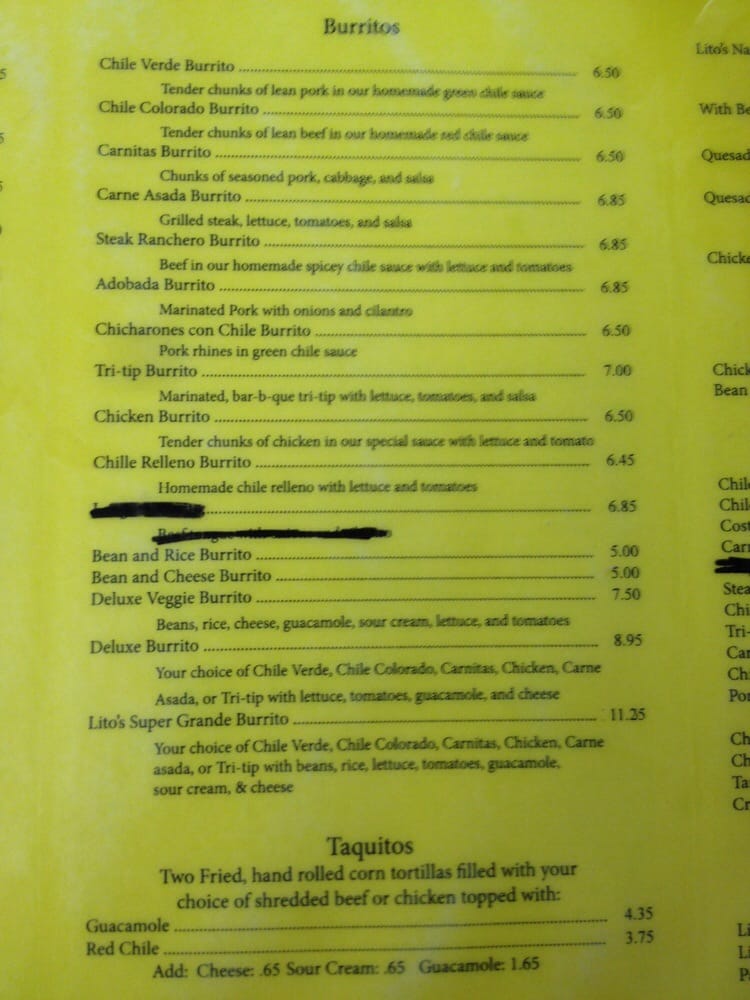 Burritos
Chile Verde Burrito 6.50
Tender chunks of lean pork in our homemade green chile sauce
Chile Colorado Burrito 6.50
Tender chunks of lean beef in our homemade red chile sauce
Carnitas Burrito 6.50
Chunks of seasoned pork, cabbage, and salsa
Carne Asada Burrito 6.85
Grilled steak, lettuce, tomatoes, and salsa
Steak Ranchero Burrito 6.85
Beef in our homemade spicey chile sauce with lettuce and tomatoes
Adobada Burrito 6.85
Marinated Pork with onions and cilantro
Chicharones con Chile Burrito 6.50
Pork rhines in green chile sauce
Tri-tip Burrito 7.00
Marinated, bar-b-que tri-tip with lettuce, tomatoes, and salsa
Chicken Burrito 6.50
Tender chunks of chicken in our special sauce with lettuce and tomato
Chille Relleno Burrito 6.45
Homemade chile relleno with lettuce and tomatoes
6.85
Bean and Rice Burrito 5.00
Bean and Cheese Burrito 5.00
Deluxe Veggie Burrito 7.50
Beans, rice, cheese, guacamole, sour cream, lettuce, and tomatoes
Deluxe Burrito 8.95
Your choice of Chile Verde, Chile Colorado, Carnitas, Chicken, Carne
Asada, or Tri-tip with lettuce, tomatoes, guacamole, and cheese
Lito's Super Grande Burrito 11.25
Your choice of Chile Verde, Chile Colorado, Carnitas, Chicken, Carne
asada, or Tri-tip with beans, rice, lettuce, tomatoes, guacamole,
sour cream, & cheese
Taquitos
Two Fried, hand rolled corn tortillas filled with your
choice of shredded beef or chicken topped with:
Guacamole 4.35
Red Chile 3.75
Add: Cheese: .65 Sour Cream: .65 Guacamole: 1.65
Lito's Na
With Be
Quesad
Quesad
Chicke
Chick
Bean
Chil
Chil
Cost
Carn
Stea
Chi
Tri-
Car
Ch
Por
Ch
Ch
Ta
Cr
Li
Li
P